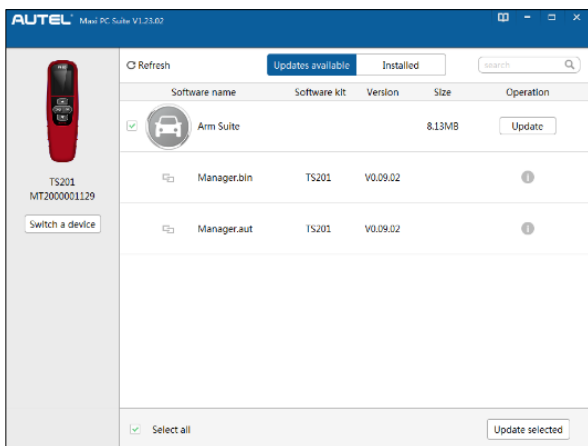 AUTEL Maxi PC Suite V1.23.02
Refresh
Updates available
Installed
search
Software name Software kit Version Size Operation
Arm Suite 8.13MB Update
Manager.bin TS201 V0.09.02
Manager.aut TS201 V0.09.02
TS201
MT2000001129
Switch a device
Select all
Update selected